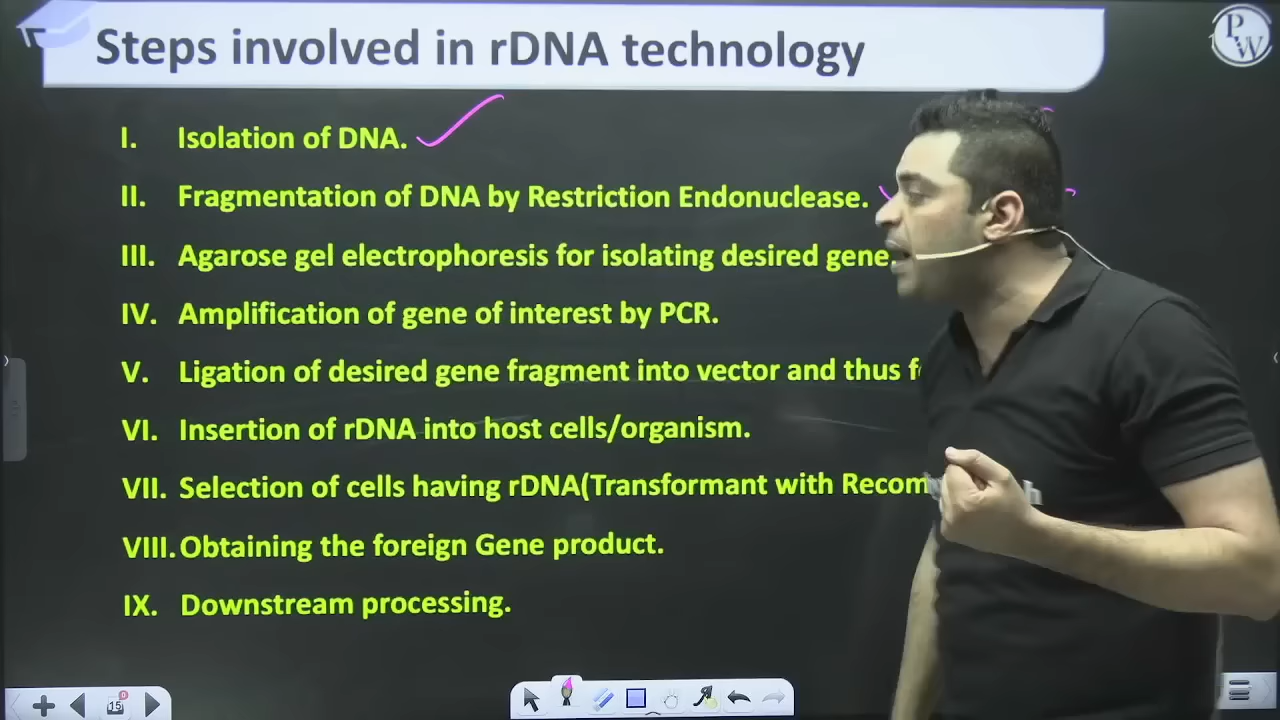 Steps involved in rDNA technology
PW
I. Isolation of DNA.
II. Fragmentation of DNA by Restriction Endonuclease.
III. Agarose gel electrophoresis for isolating desired gene.
IV. Amplification of gene of interest by PCR.
V. Ligation of desired gene fragment into vector and thus
VI. Insertion of rDNA into host cells/organism.
VII. Selection of cells having rDNA(Transformant with
VIII. Obtaining the foreign Gene product.
IX. Downstream processing.
15